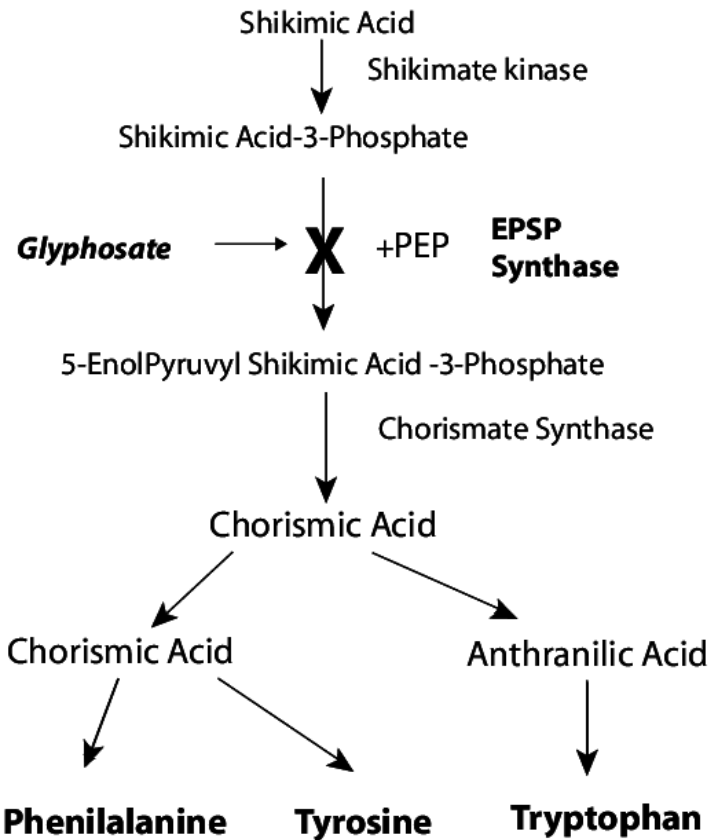 Shikimic Acid
Shikimate kinase
Shikimic Acid-3-Phosphate
Glyphosate
X
+PEP
EPSP
Synthase
5-EnolPyruvyl Shikimic Acid -3-Phosphate
Chorismate Synthase
Chorismic Acid
Chorismic Acid
Anthranilic Acid
Phenilalanine
Tyrosine
Tryptophan